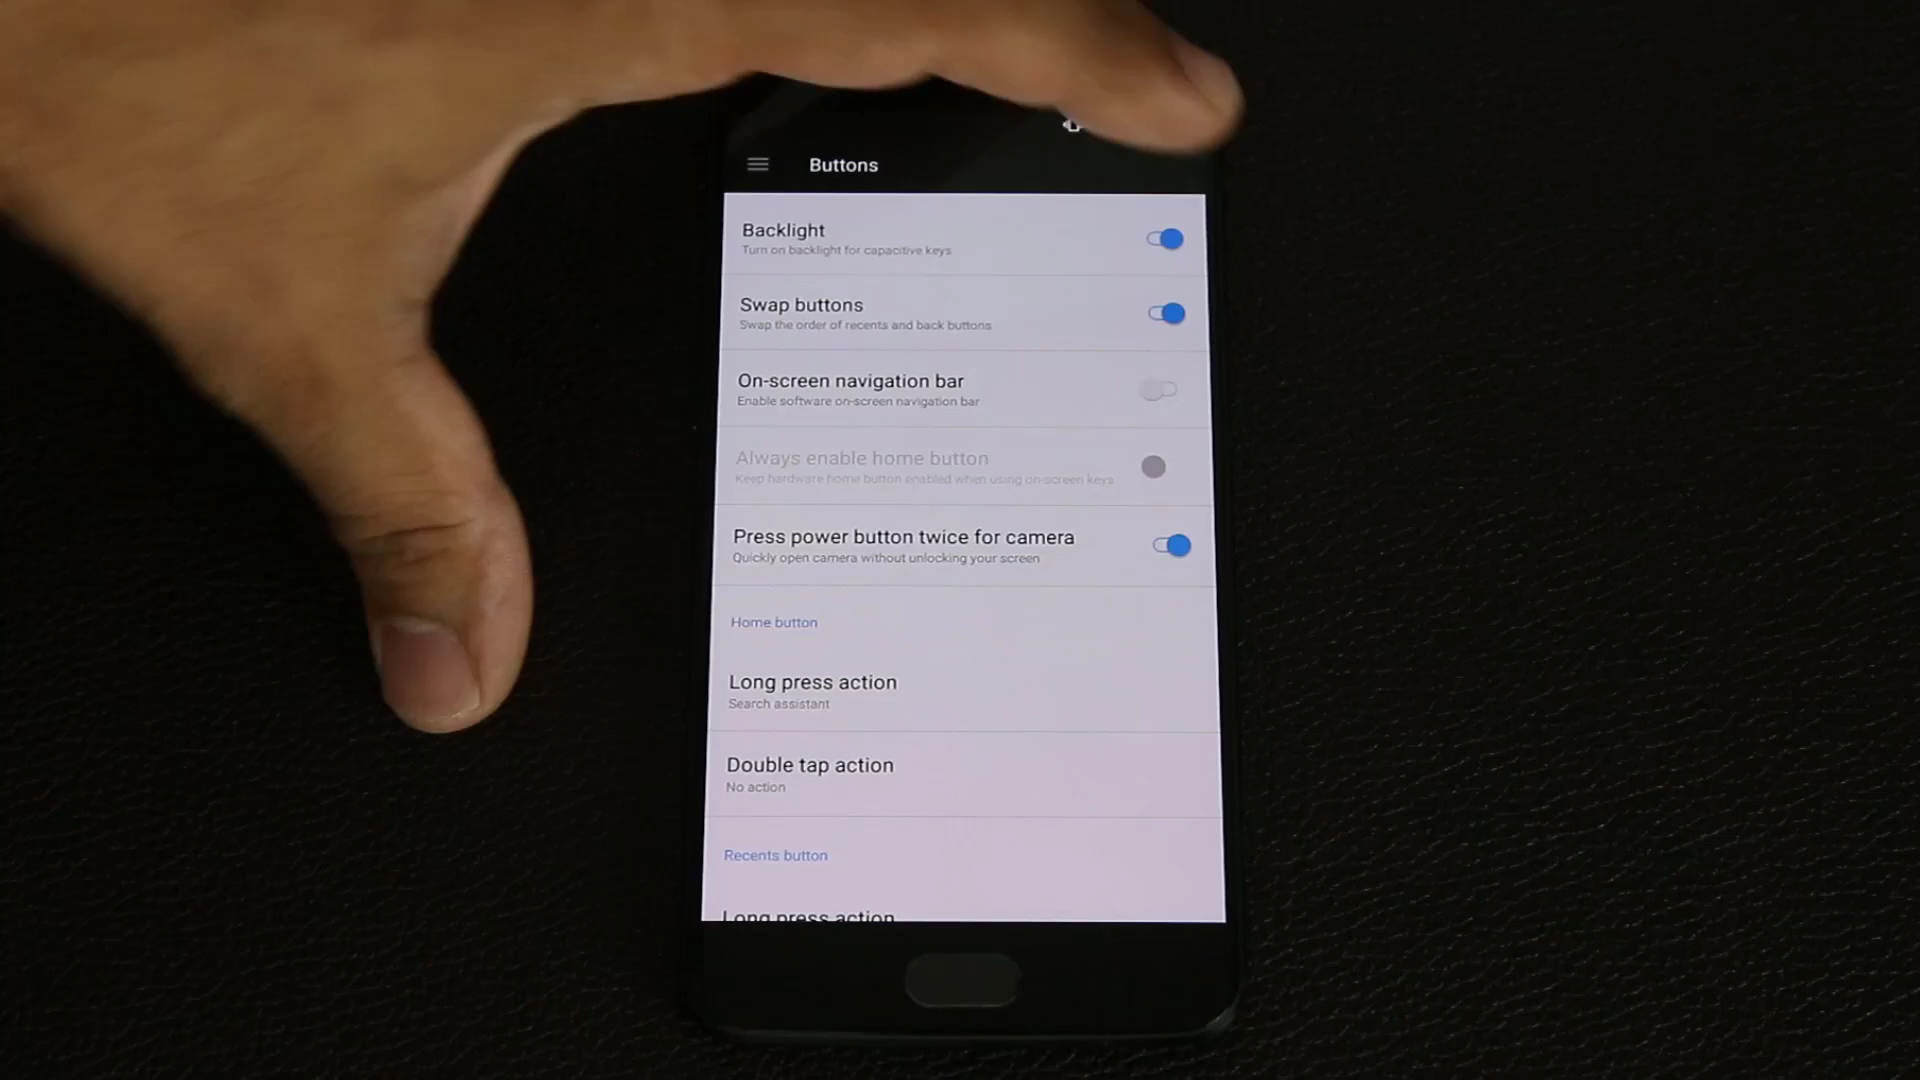 Buttons
Backlight
Turn on backlight for capacitive keys
Swap buttons
Swap the order of recents and back buttons
On-screen navigation bar
Enable software on-screen navigation bar
Always enable home button
Keep hardware home button enabled when using on-screen keys
Press power button twice for camera
Quickly open camera without unlocking your screen
Home button
Long press action
Search assistant
Double tap action
No action
Recents button
Long press action